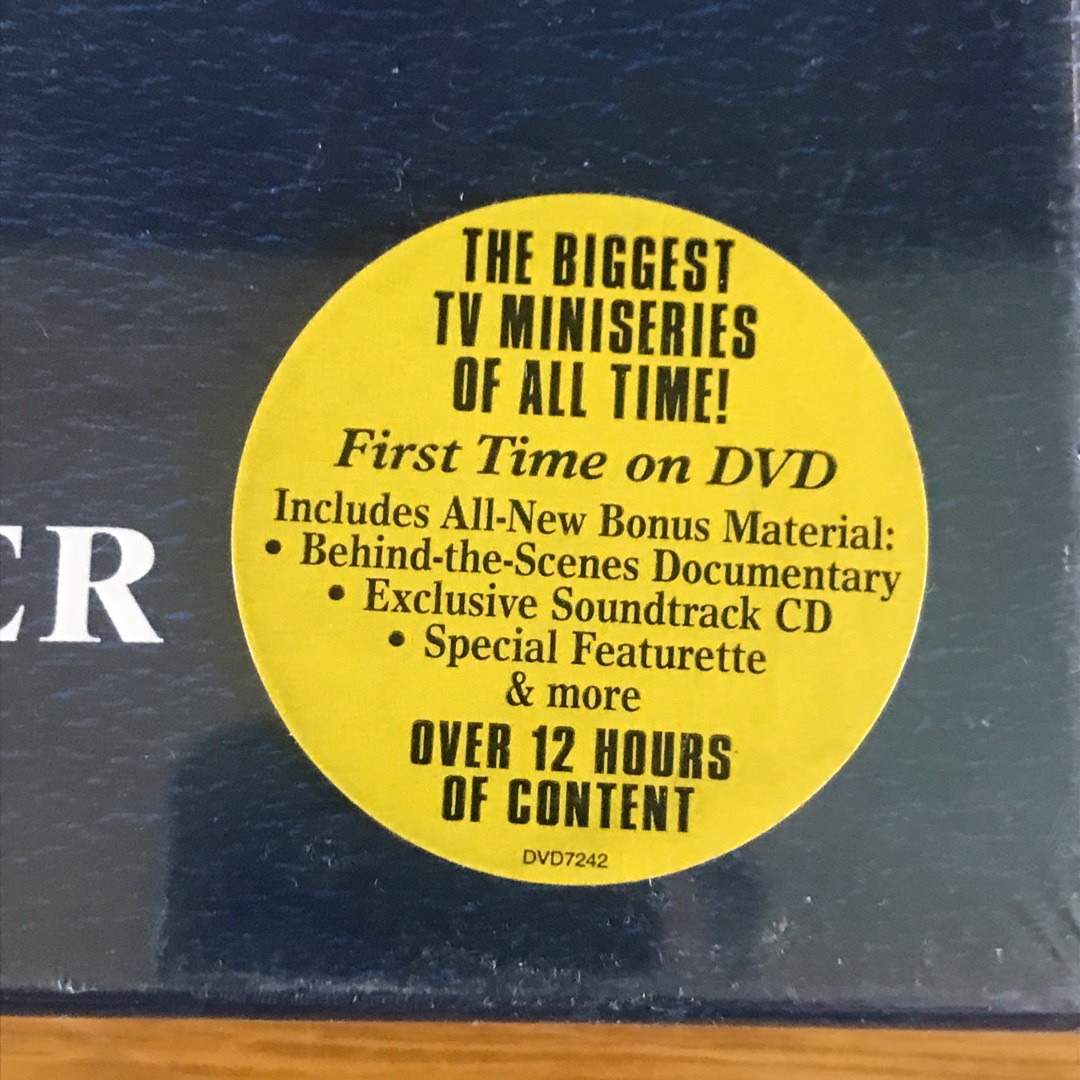 THE BIGGEST
TV MINISERIES
OF ALL TIME!
First Time on DVD
Includes All-New Bonus Material:
• Behind-the-Scenes Documentary
• Exclusive Soundtrack CD
• Special Featurette
& more
OVER 12 HOURS
OF CONTENT
DVD7242
ER